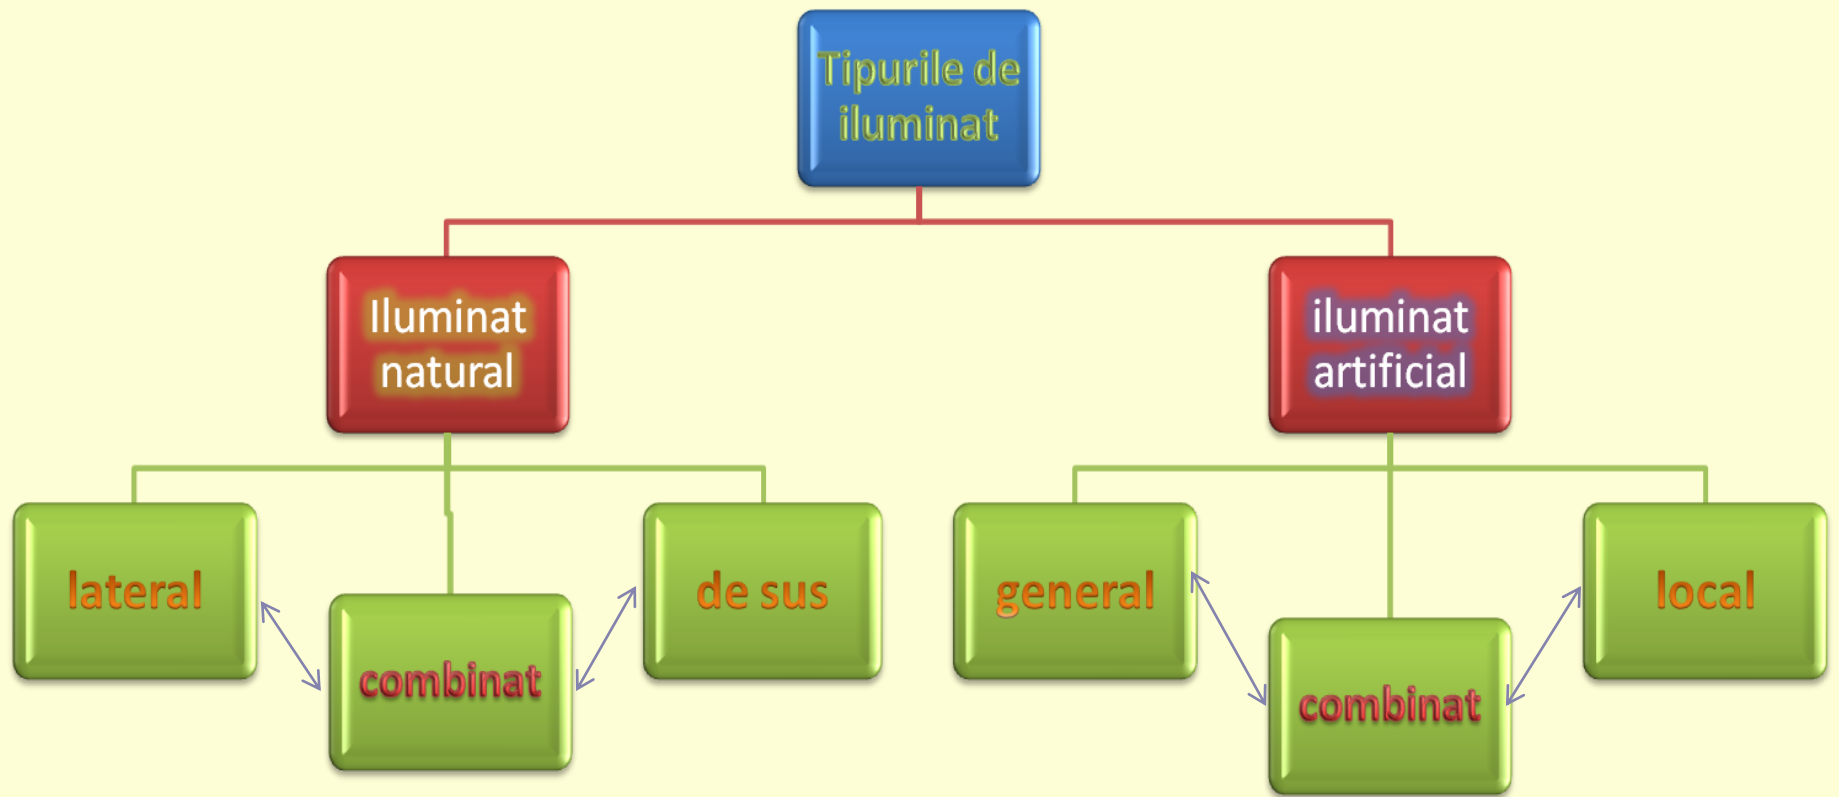 Tipurile de
iluminat
Iluminat
natural
iluminat
artificial
lateral
combinat
de sus
general
combinat
local